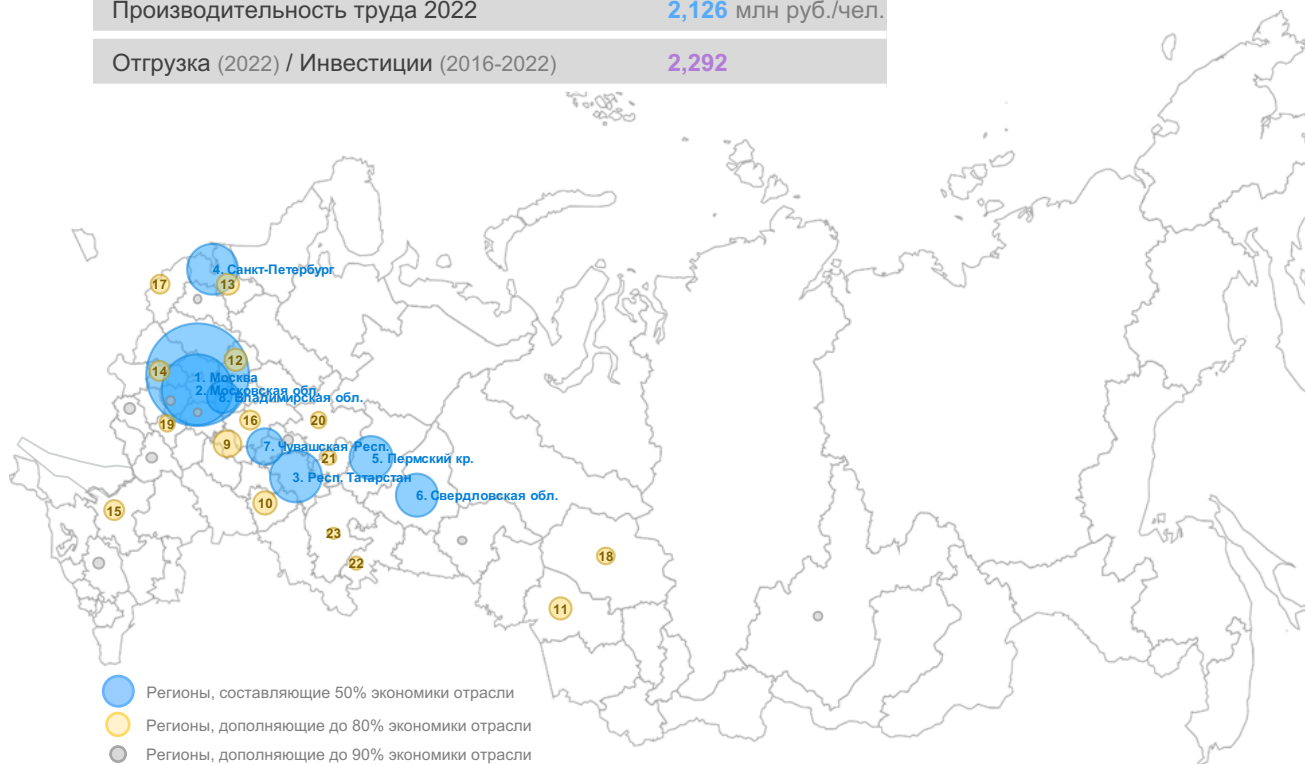 Производительность труда 2022 2,126 млн руб./чел.
Отгрузка (2022) / Инвестиции (2016-2022) 2,292
4. Санкт-Петербург
17
13
12
14
1. Москва
2. Московская обл.
8. Владимирская обл.
19
16
20
9
7. Чувашская Респ.
21
5. Пермский кр.
3. Респ. Татарстан
6. Свердловская обл.
10
15
23
22
18
11
Регионы, составляющие 50% экономики отрасли
Регионы, дополняющие до 80% экономики отрасли
Регионы, дополняющие до 90% экономики отрасли